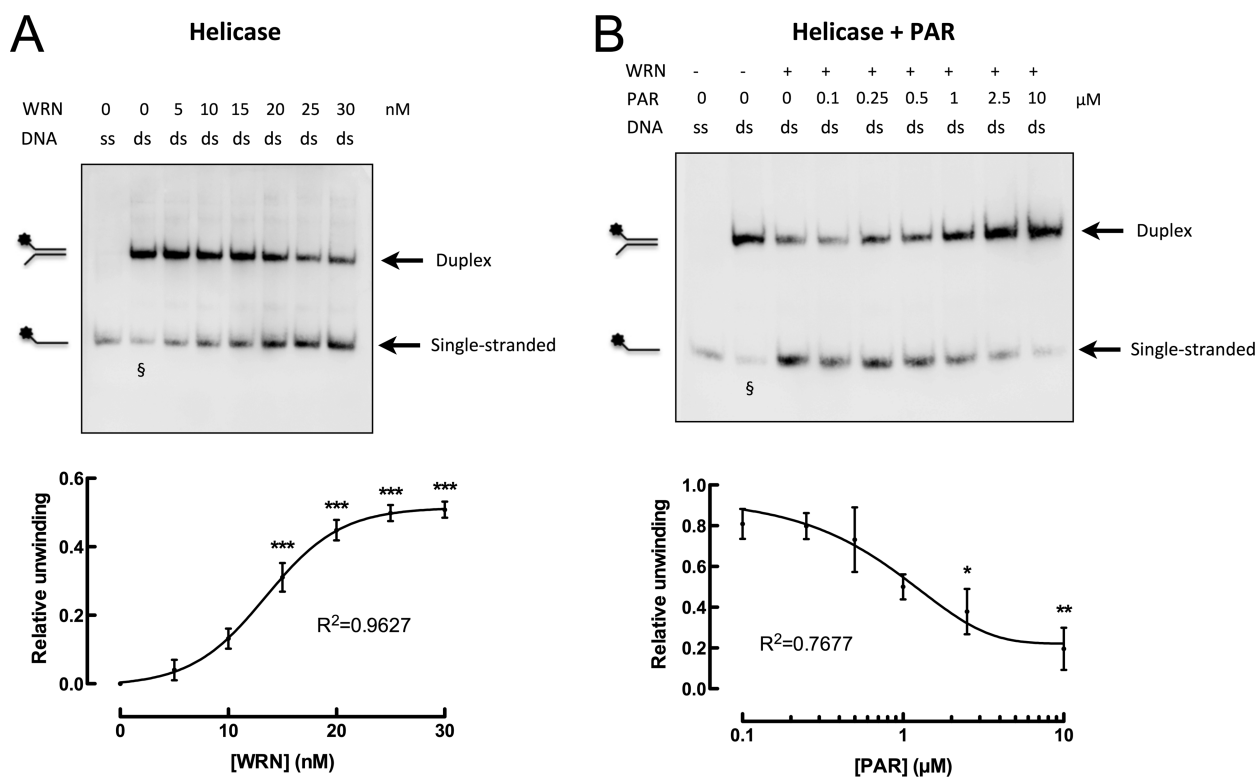 A
Helicase
WRN 0 0 5 10 15 20 25 30 nM
DNA ss ds ds ds ds ds ds ds
Duplex
Single-stranded
§
Relative unwinding
0.6
0.4
0.2
0.0
***
***
***
***
R²=0.9627
0 10 20 30
[WRN] (nM)
B
Helicase + PAR
WRN - - + + + + + + +
PAR 0 0 0 0.1 0.25 0.5 1 2.5 10 µM
DNA ss ds ds ds ds ds ds ds ds
Duplex
Single-stranded
§
Relative unwinding
1.0
0.8
0.6
0.4
0.2
0.0
*
**
R²=0.7677
0.1 1 10
[PAR] (µM)